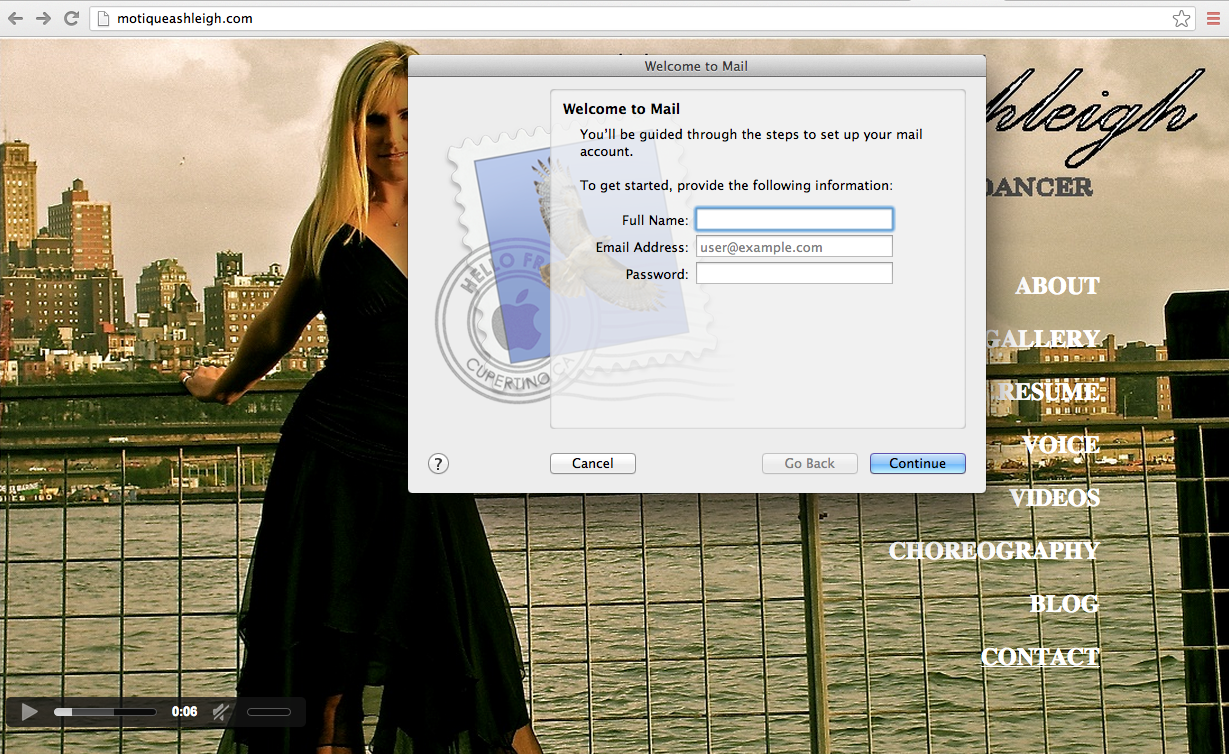 motiqueashleigh.com
Welcome to Mail
Welcome to Mail
You'll be guided through the steps to set up your mail
account.
To get started, provide the following information:
Full Name:
Email Address: user@example.com
Password:
HELLO FR
CUPERTINO CA
? Cancel Go Back Continue
hleigh
DANCER
ABOUT
GALLERY
RESUME
VOICE
VIDEOS
CHOREOGRAPHY
BLOG
CONTACT
0:06